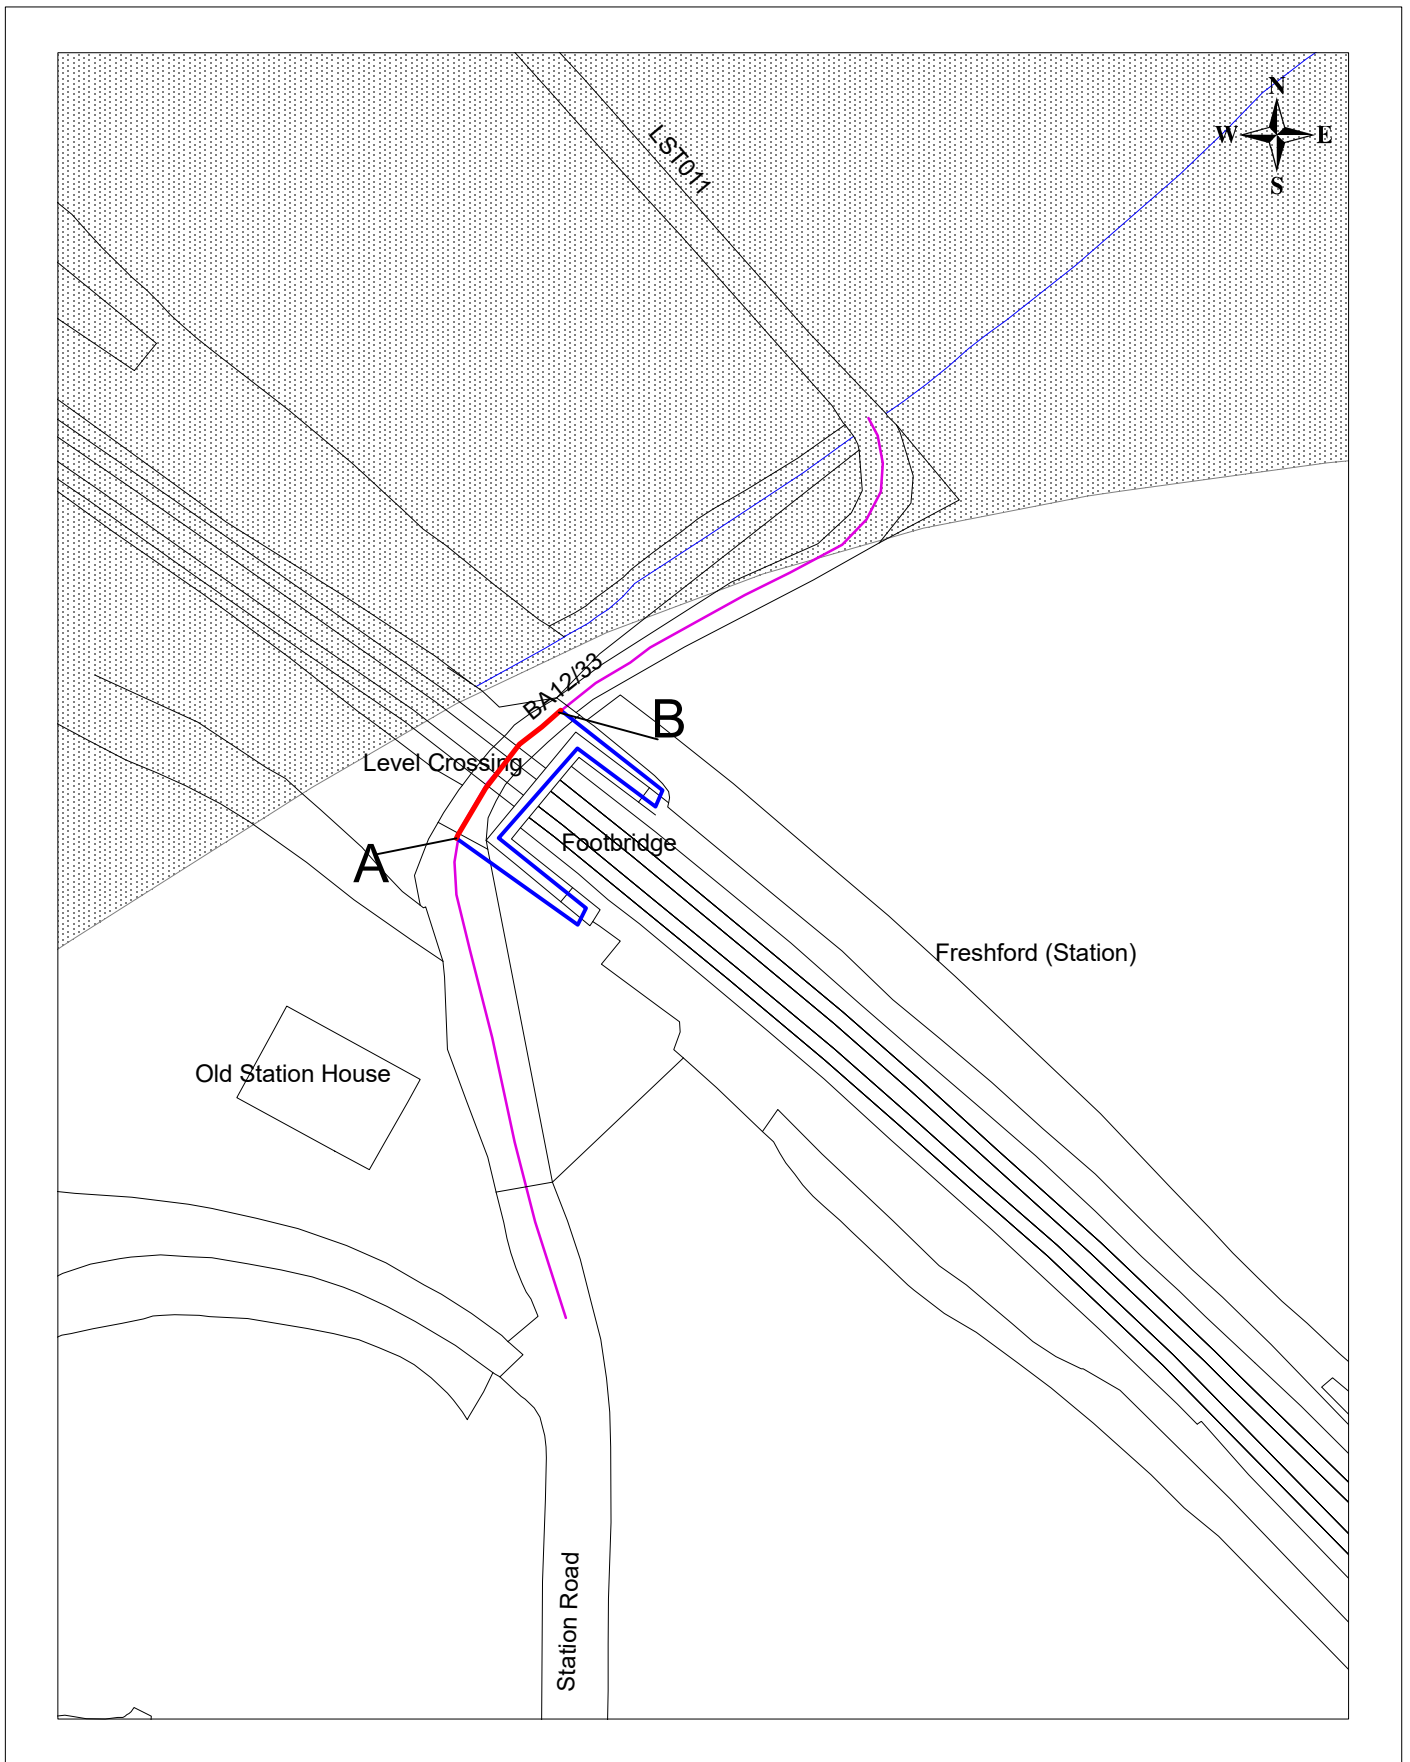 N
W E
S
LST011
BA12/33
B
Level Crossing
Footbridge
A
Freshford (Station)
Old Station House
Station Road